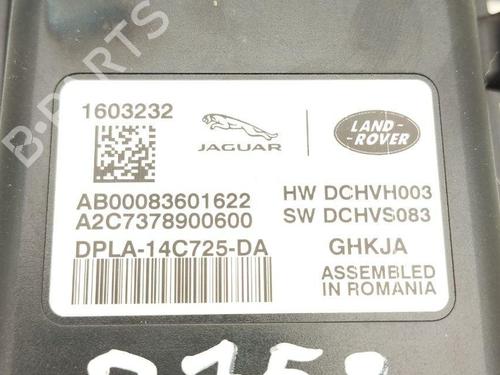 B-PARTS
1603232
JAGUAR
LAND-
ROVER
AB00083601622
A2C7378900600
DPLA-14C725-DA
HW DCHVH003
SW DCHVS083
GHKJA
ASSEMBLED
IN ROMANIA